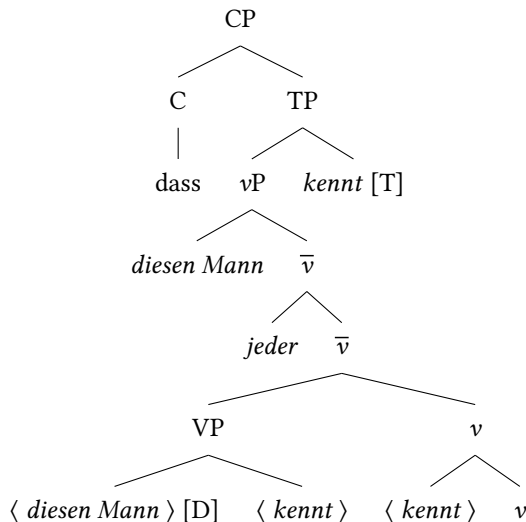 CP
C TP
dass vP kennt [T]
diesen Mann v̅
jeder v̅
VP v
⟨ diesen Mann ⟩ [D] ⟨ kennt ⟩ ⟨ kennt ⟩ v